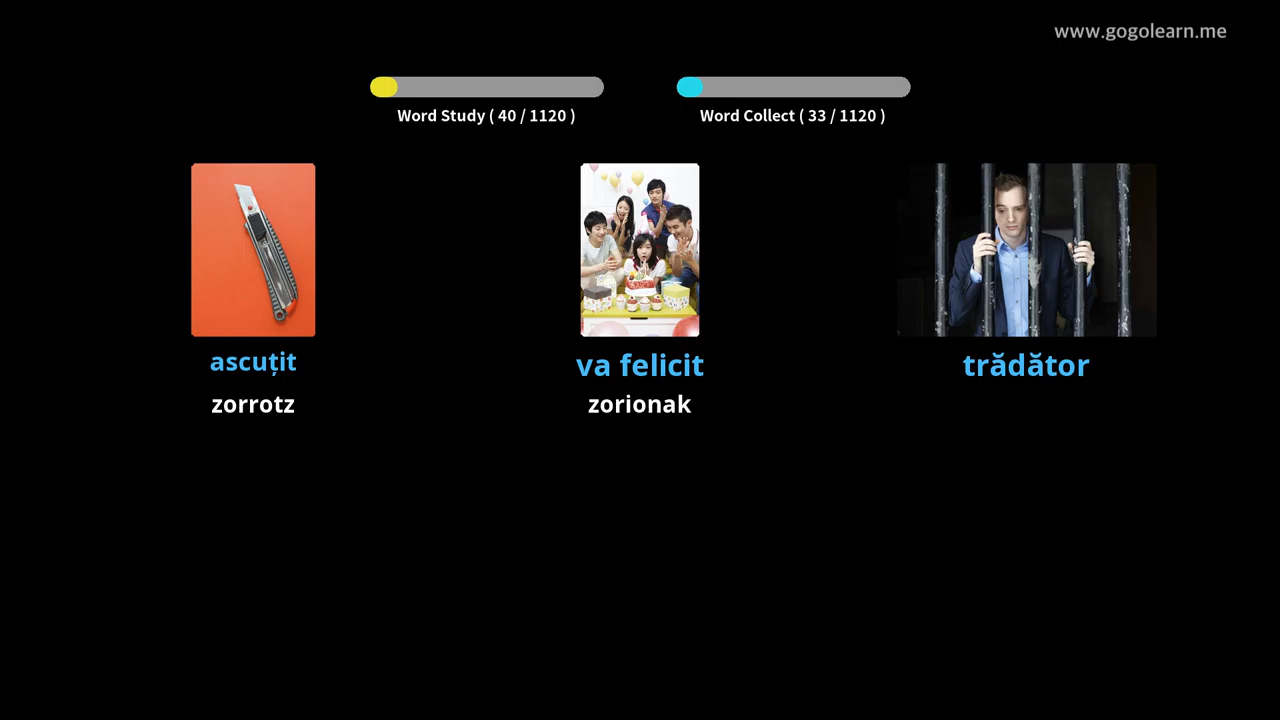 www.gogolearn.me
Word Study ( 40 / 1120 )
Word Collect ( 33 / 1120 )
ascuțit
va felicit
trădător
zorrotz
zorionak